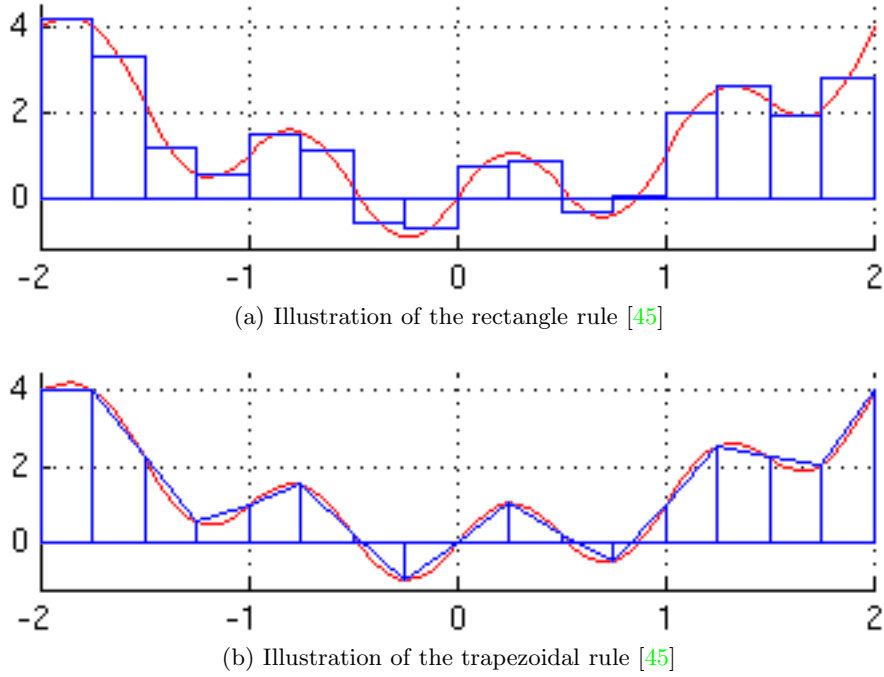 4
2
0
-2 -1 0 1 2
(a) Illustration of the rectangle rule [45]
4
2
0
-2 -1 0 1 2
(b) Illustration of the trapezoidal rule [45]